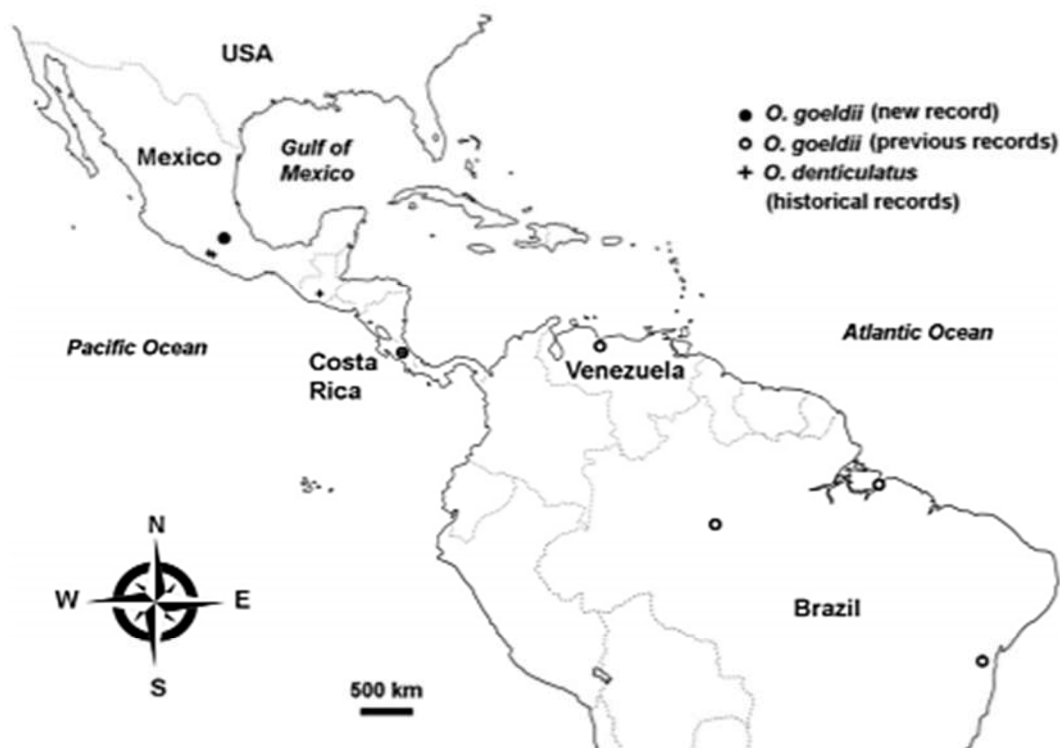 USA
Mexico
Gulf of
Mexico
O. goeldii (new record)
O. goeldii (previous records)
O. denticulatus
(historical records)
Pacific Ocean
Atlantic Ocean
Costa
Rica
Venezuela
Brazil
N
W
E
S
500 km